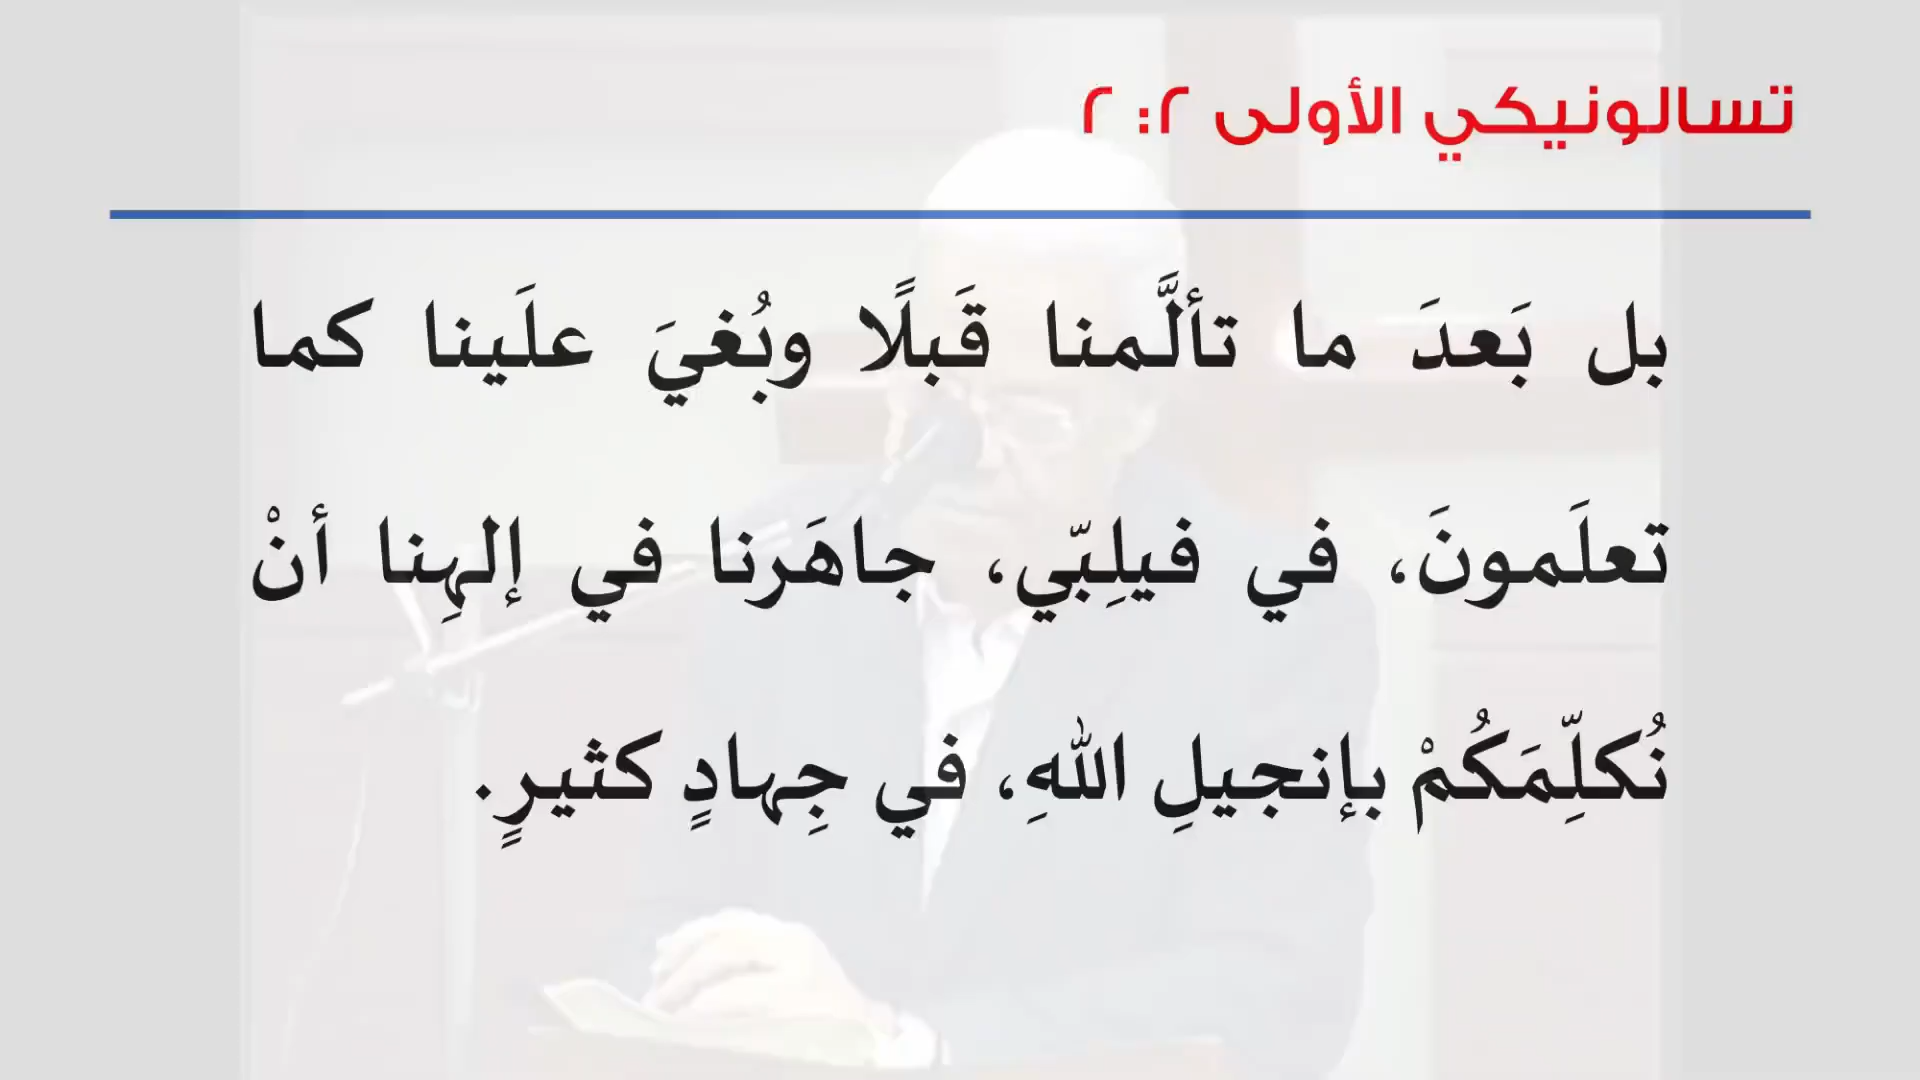 تسالونيكي الأولى ٢: ٢
بل بَعدَ ما تألَّمنا قَبلًا وبُغيَ علَينا كما
تعلَمونَ، في فيلِبّي، جاهَرنا في إلهِنا أنْ
نُكلِّمَكُمْ بإنجيلِ اللهِ، في جِهادٍ كثيرٍ.